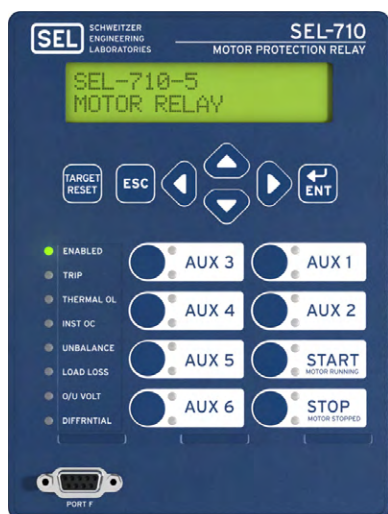 SEL
SCHWEITZER
ENGINEERING
LABORATORIES
SEL-710
MOTOR PROTECTION RELAY
SEL-710-5
MOTOR RELAY
TARGET
RESET
ESC
ENT
ENABLED
TRIP
THERMAL OL
INST OC
UNBALANCE
LOAD LOSS
O/U VOLT
DIFFRNTIAL
AUX 3
AUX 1
AUX 4
AUX 2
AUX 5
START
MOTOR RUNNING
AUX 6
STOP
MOTOR STOPPED
PORT F